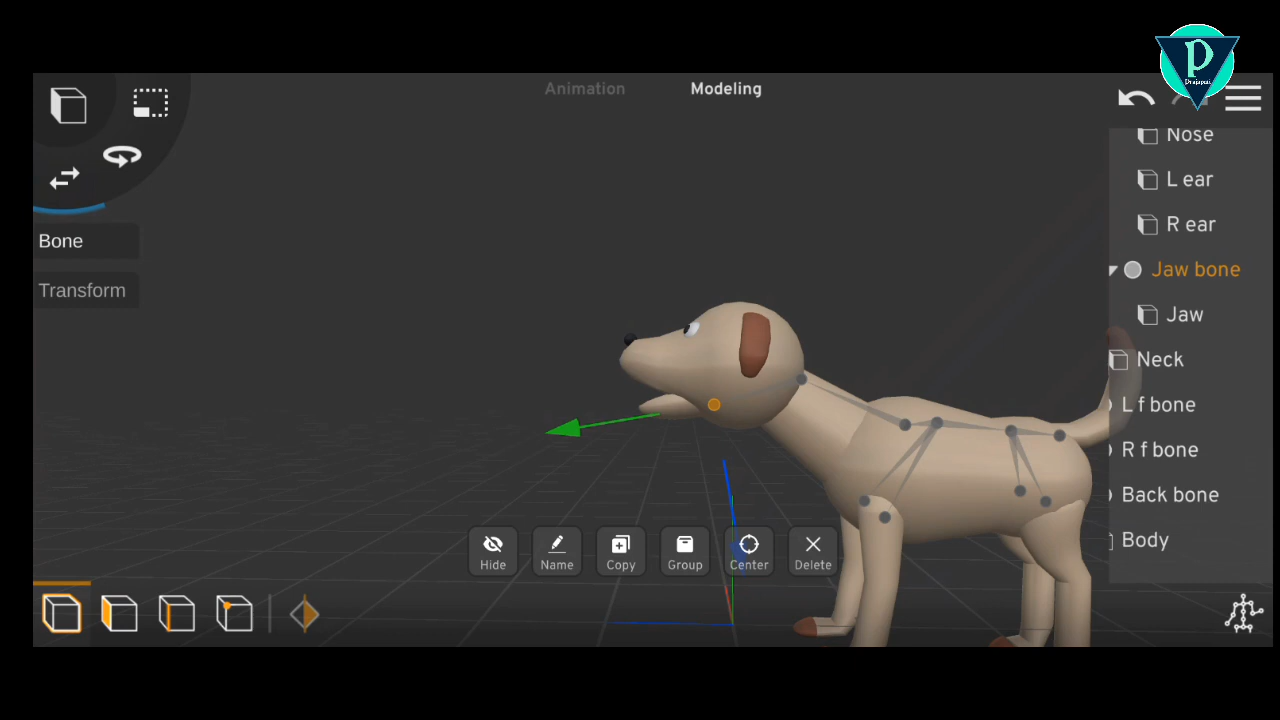 Animation
Modeling
P
Prajapati
Nose
L ear
R ear
Jaw bone
Jaw
Neck
L f bone
R f bone
Back bone
Body
Bone
Transform
Hide
Name
Copy
Group
Center
Delete